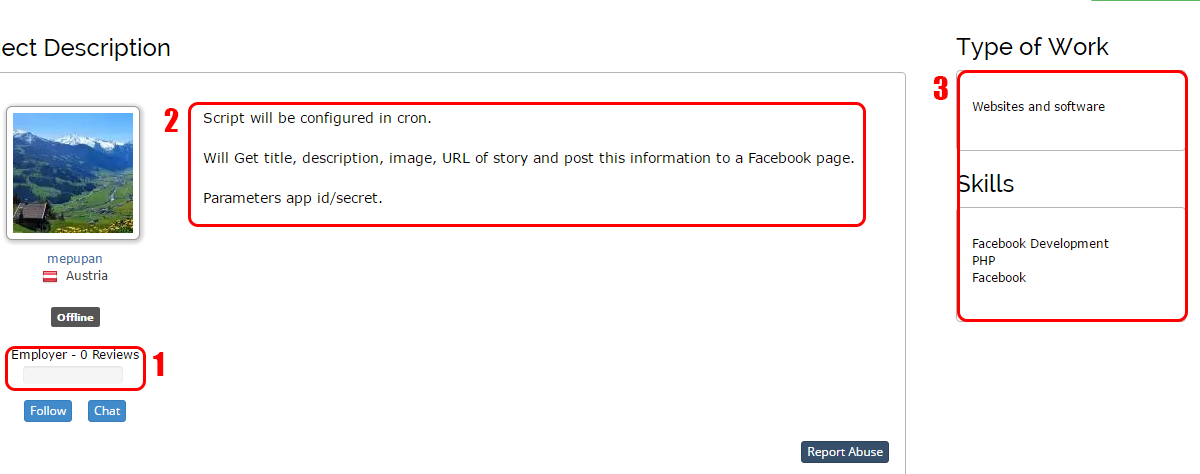 ect Description
Type of Work
3
Websites and software
2
Script will be configured in cron.
Will Get title, description, image, URL of story and post this information to a Facebook page.
Parameters app id/secret.
Skills
Facebook Development
PHP
Facebook
mepupan
Austria
Offline
Employer - 0 Reviews
1
Follow
Chat
Report Abuse